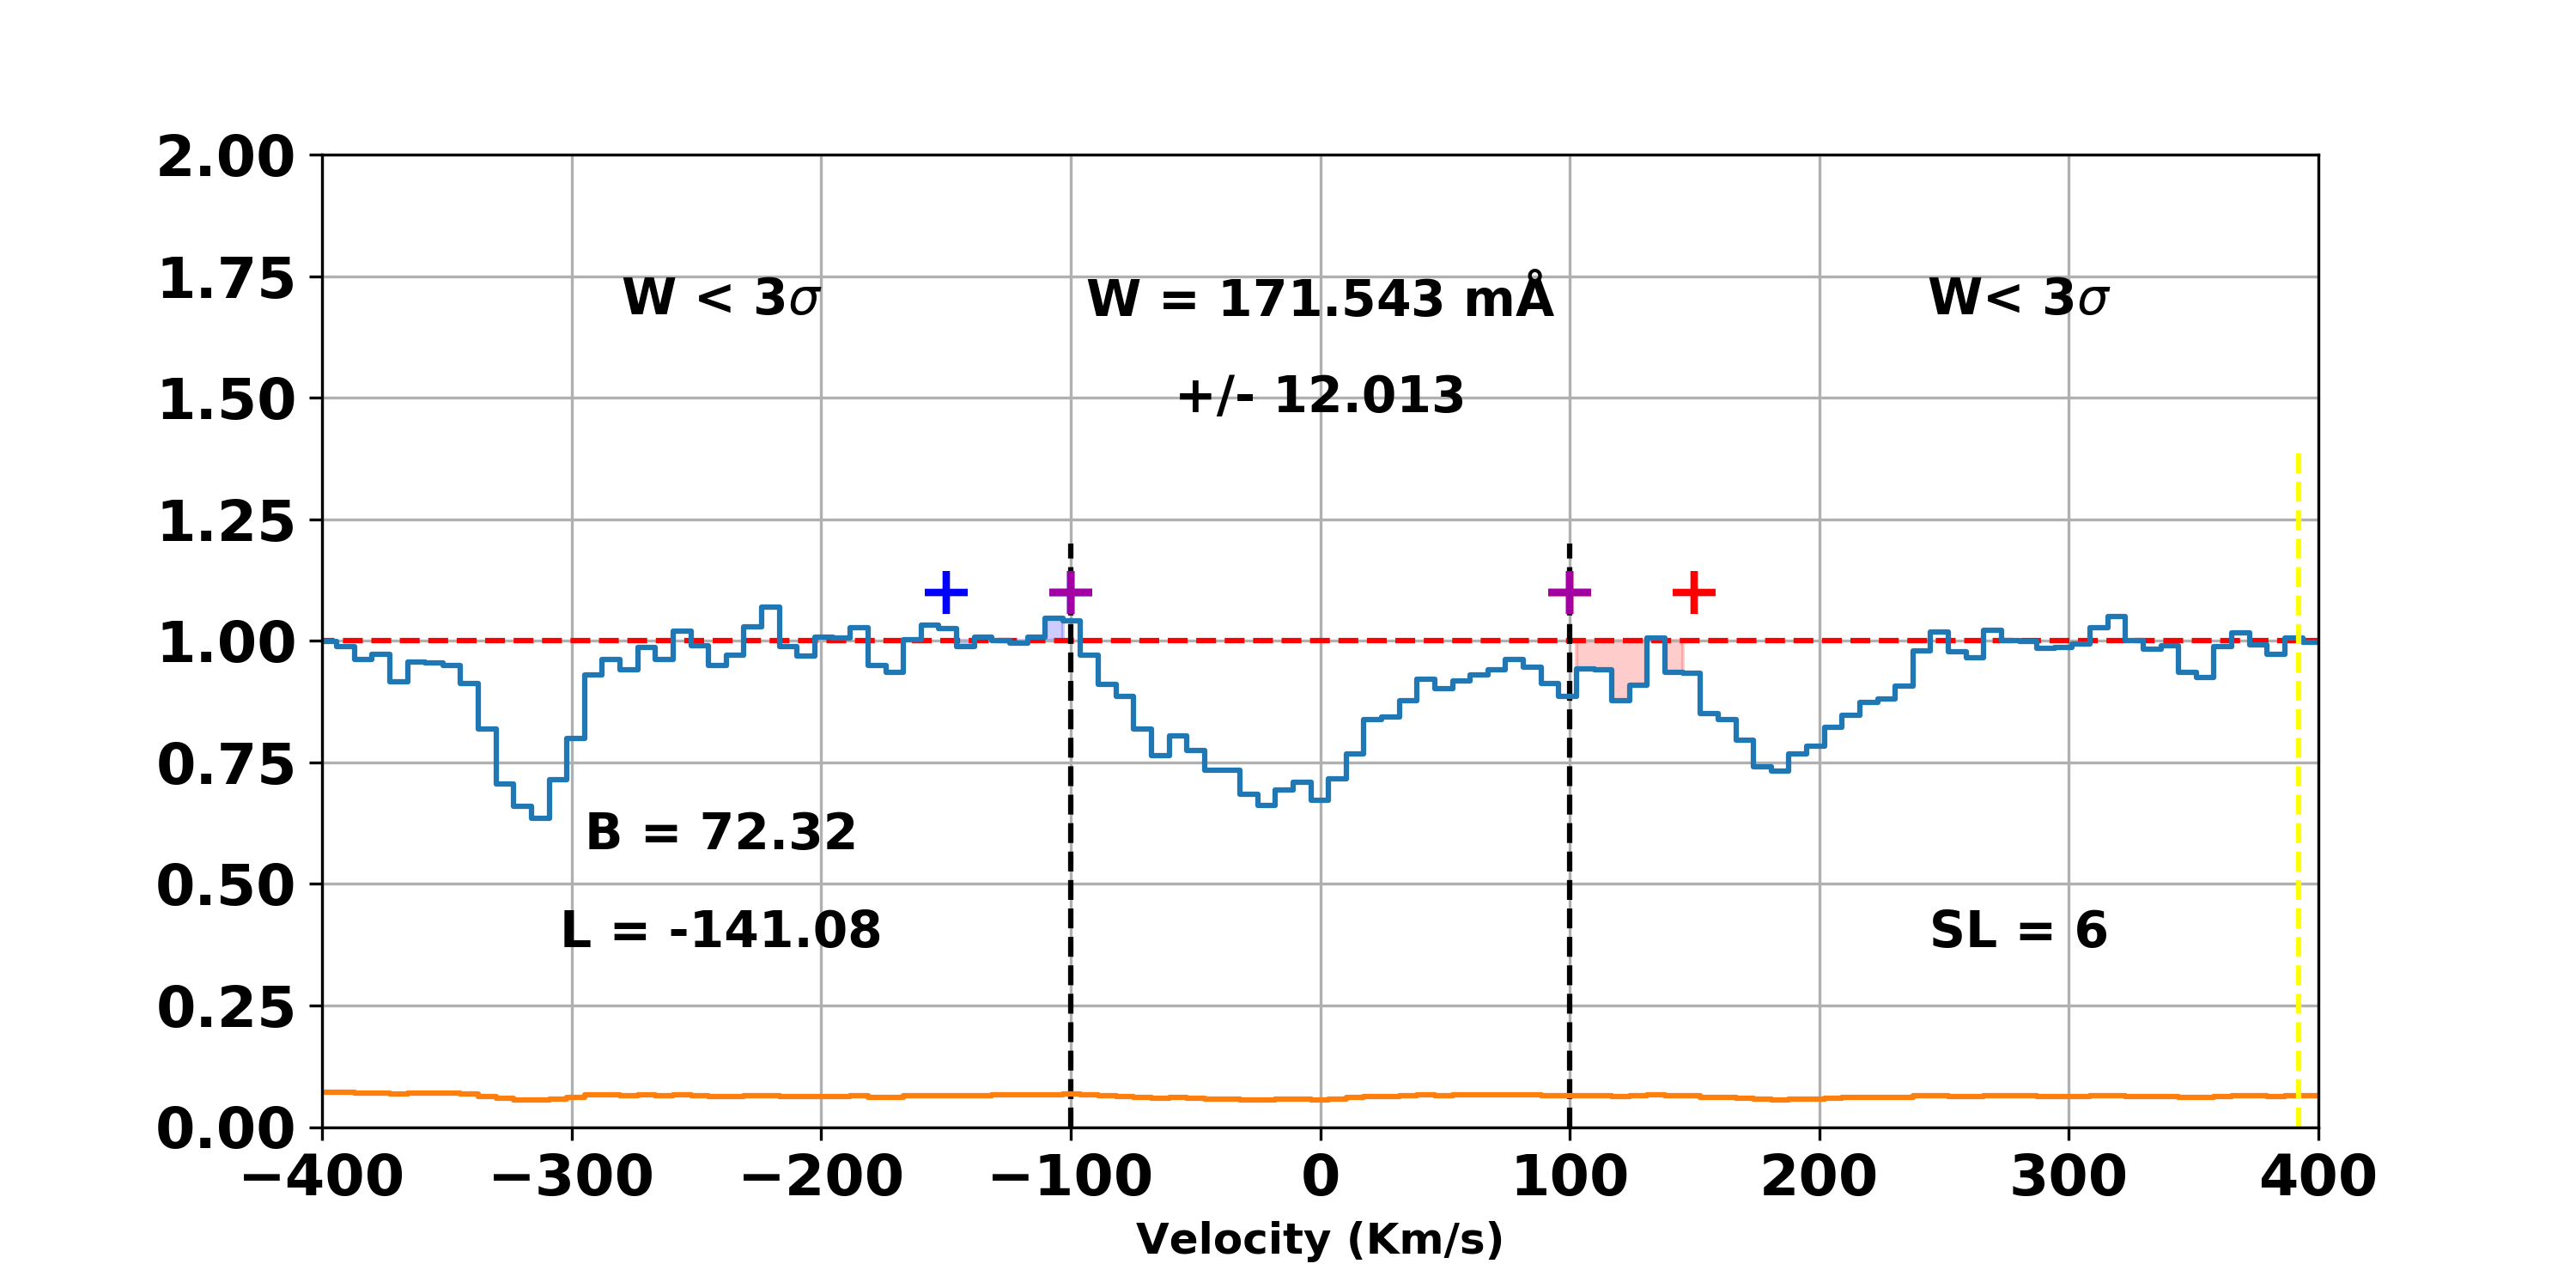 2.00
1.75
W < 3σ
W = 171.543 mÅ
W< 3σ
1.50
+/- 12.013
1.25
1.00
0.75
B = 72.32
0.50
L = -141.08
SL = 6
0.25
0.00
−400 −300 −200 −100 0 100 200 300 400
Velocity (Km/s)